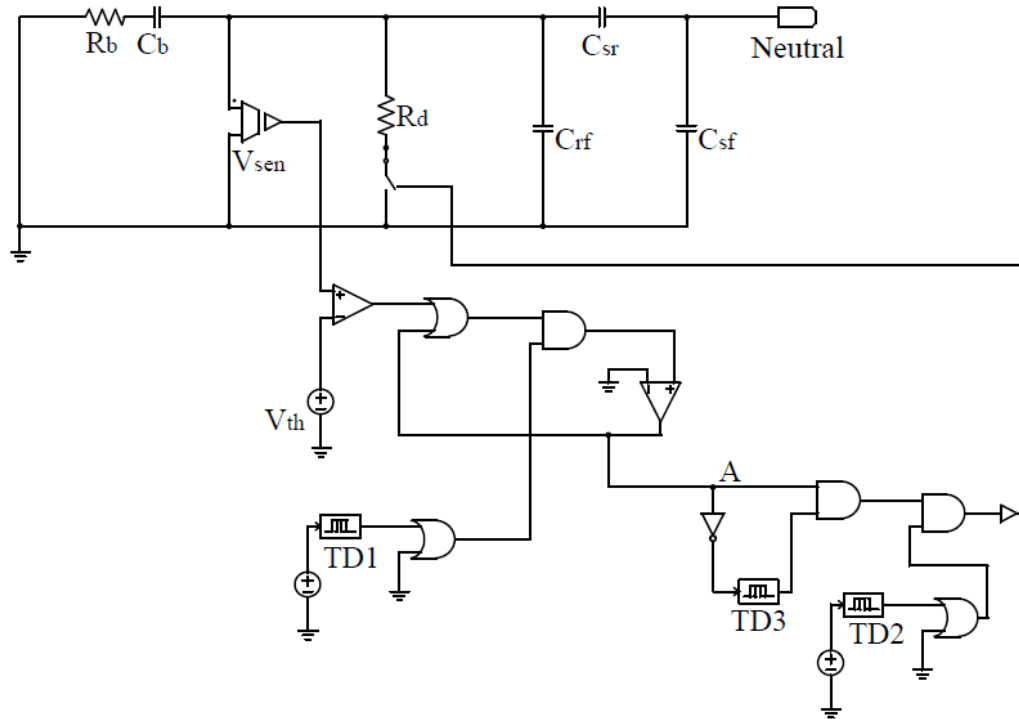 Rb
Cb
Csr
Neutral
Rd
Crf
Csf
Vsen
Vth
A
TD1
TD3
TD2